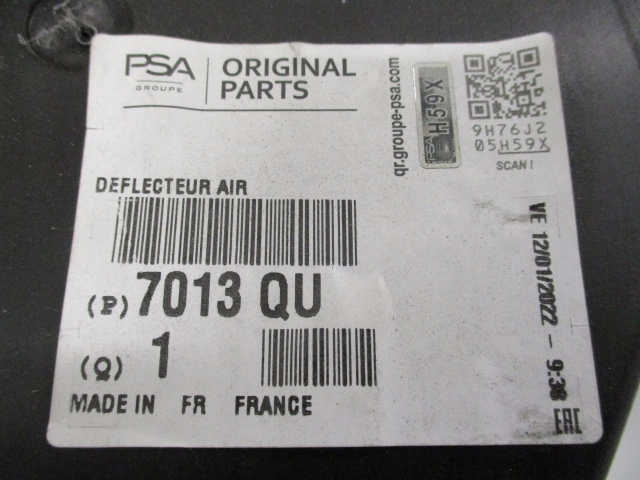 PSA
GROUPE
ORIGINAL
PARTS
qr.groupe-psa.com
PSA H59X
9H76J2
05H59X
SCAN!
DEFLECTEUR AIR
(P) 7013 QU
(Q) 1
MADE IN FR FRANCE
VE 12/01/2022 - 9:38
EAC